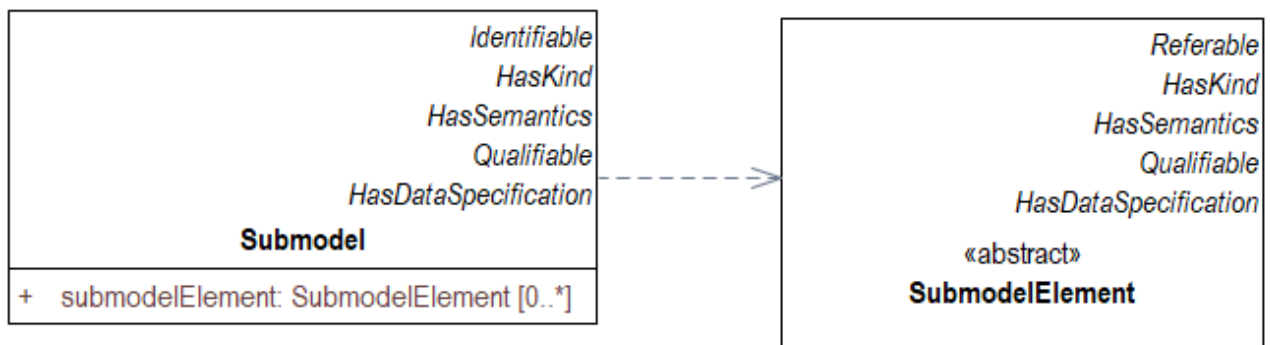 Identifiable
HasKind
HasSemantics
Qualifiable
HasDataSpecification
Submodel
+ submodelElement: SubmodelElement [0..*]
Referable
HasKind
HasSemantics
Qualifiable
HasDataSpecification
«abstract»
SubmodelElement